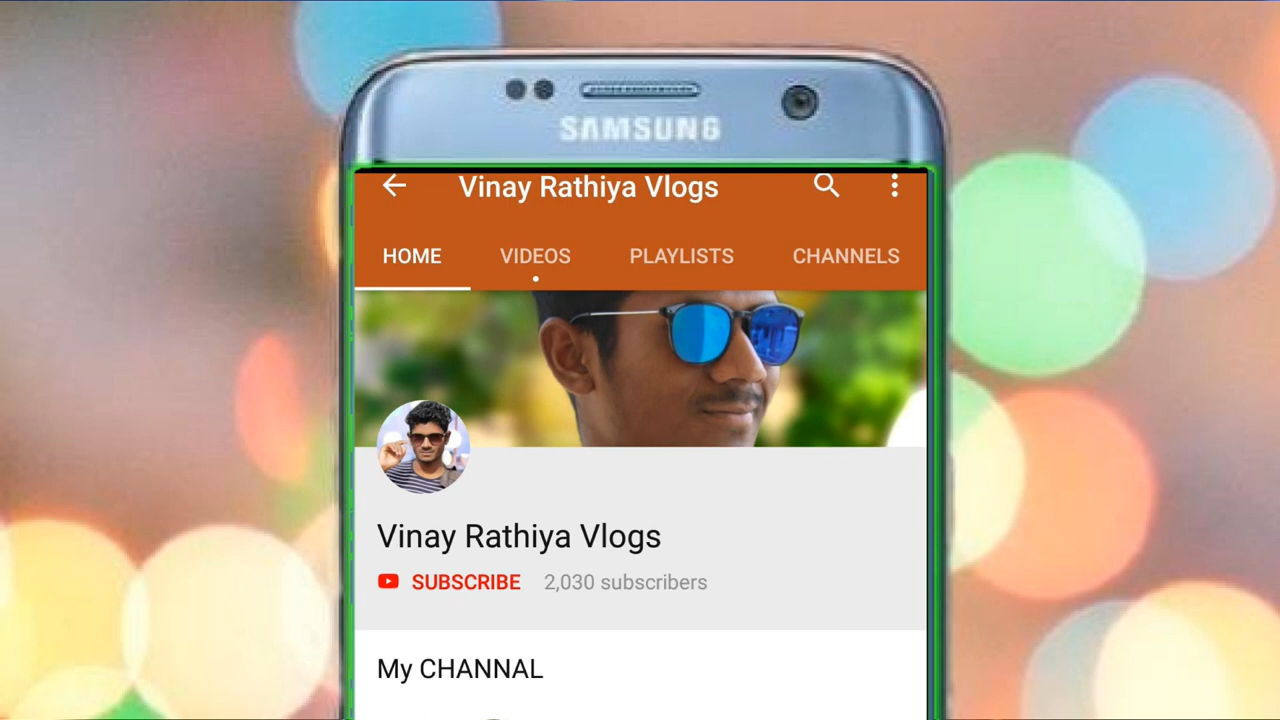 SAMSUNG
Vinay Rathiya Vlogs
HOME VIDEOS PLAYLISTS CHANNELS
Vinay Rathiya Vlogs
SUBSCRIBE 2,030 subscribers
My CHANNAL